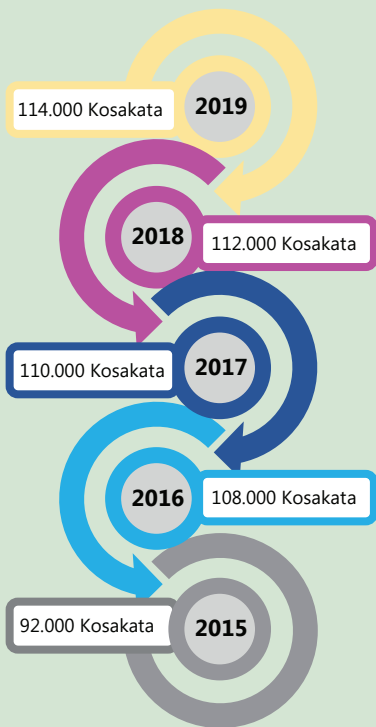 2019
114.000 Kosakata
2018
112.000 Kosakata
2017
110.000 Kosakata
2016
108.000 Kosakata
2015
92.000 Kosakata